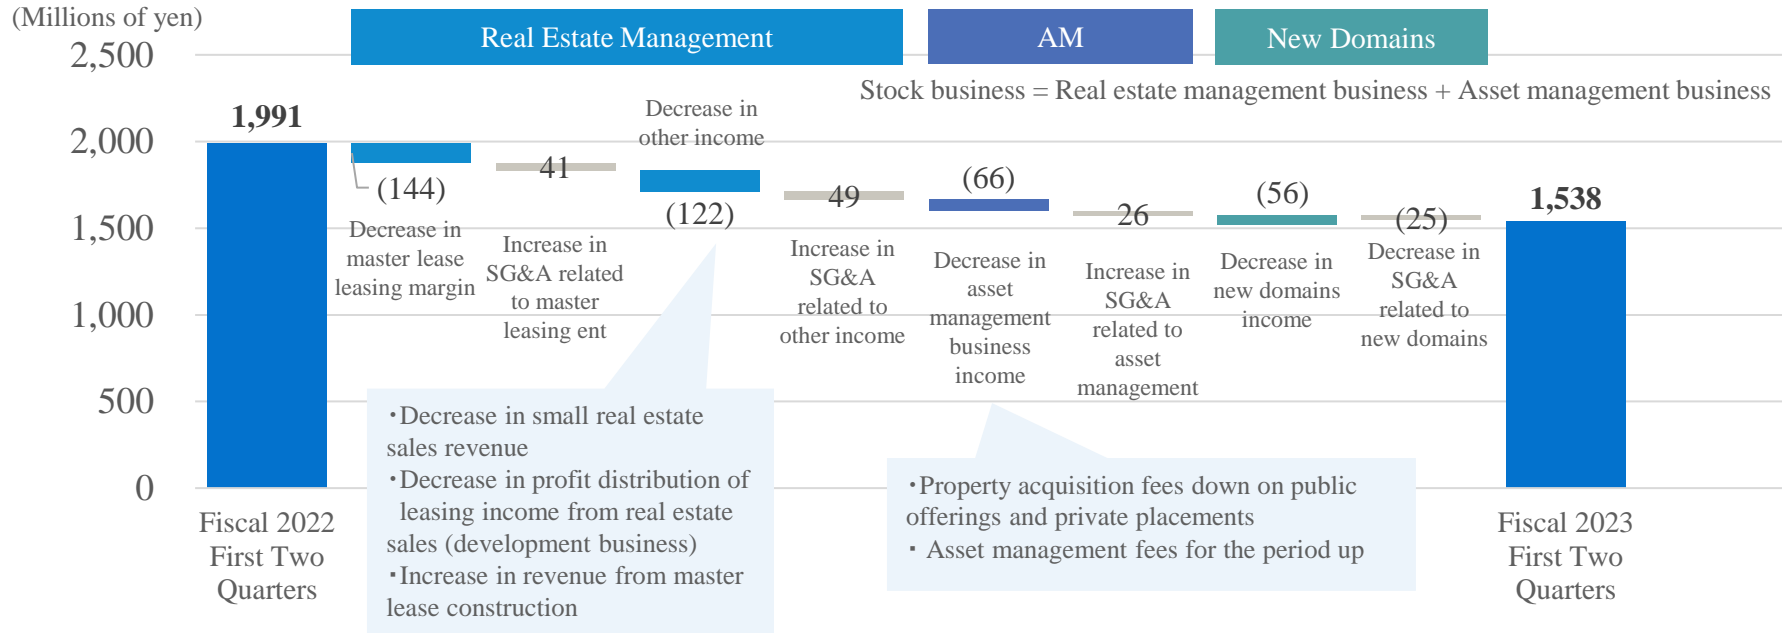 (Millions of yen)
Real Estate Management
AM
New Domains
Stock business = Real estate management business + Asset management business
2,500
2,000
1,500
1,000
500
0
1,991
(144)
Decrease in
master lease
leasing margin
41
Increase in
SG&A related
to master
leasing ent
Decrease in
other income
(122)
49
Increase in
SG&A
related to
other income
(66)
Decrease in
asset
management
business
income
26
Increase in
SG&A
related to
asset
management
(56)
Decrease in
new domains
income
(25)
Decrease in
SG&A
related to
new domains
1,538
・Decrease in small real estate
sales revenue
・Decrease in profit distribution of
leasing income from real estate
sales (development business)
・Increase in revenue from master
lease construction
・Property acquisition fees down on public
offerings and private placements
・ Asset management fees for the period up
Fiscal 2022
First Two
Quarters
Fiscal 2023
First Two
Quarters